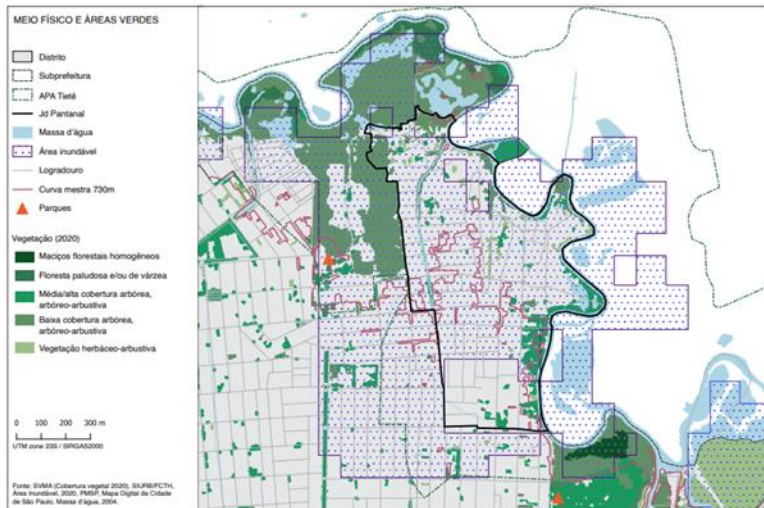 MEIO FÍSICO E ÁREAS VERDES
Distrito
Subprefeitura
APA Tietê
Jd Pantanal
Massa d'água
Área inundável
Logradouro
Curva mestra 730m
Parques
Vegetação (2020)
Maciços florestais homogêneos
Floresta paludosa e/ou de várzea
Média/alta cobertura arbórea,
arbóreo-arbustiva
Baixa cobertura arbórea,
arbóreo-arbustiva
Vegetação herbáceo-arbustiva
0 100 200 300 m
UTM zone 23S / SIRGAS2000
Fonte: SVMA (Cobertura vegetal 2020), SIURB/FCTH,
Área Inundável, 2020, PMSP, Mapa Digital da Cidade
de São Paulo, Massa d'água, 2004.